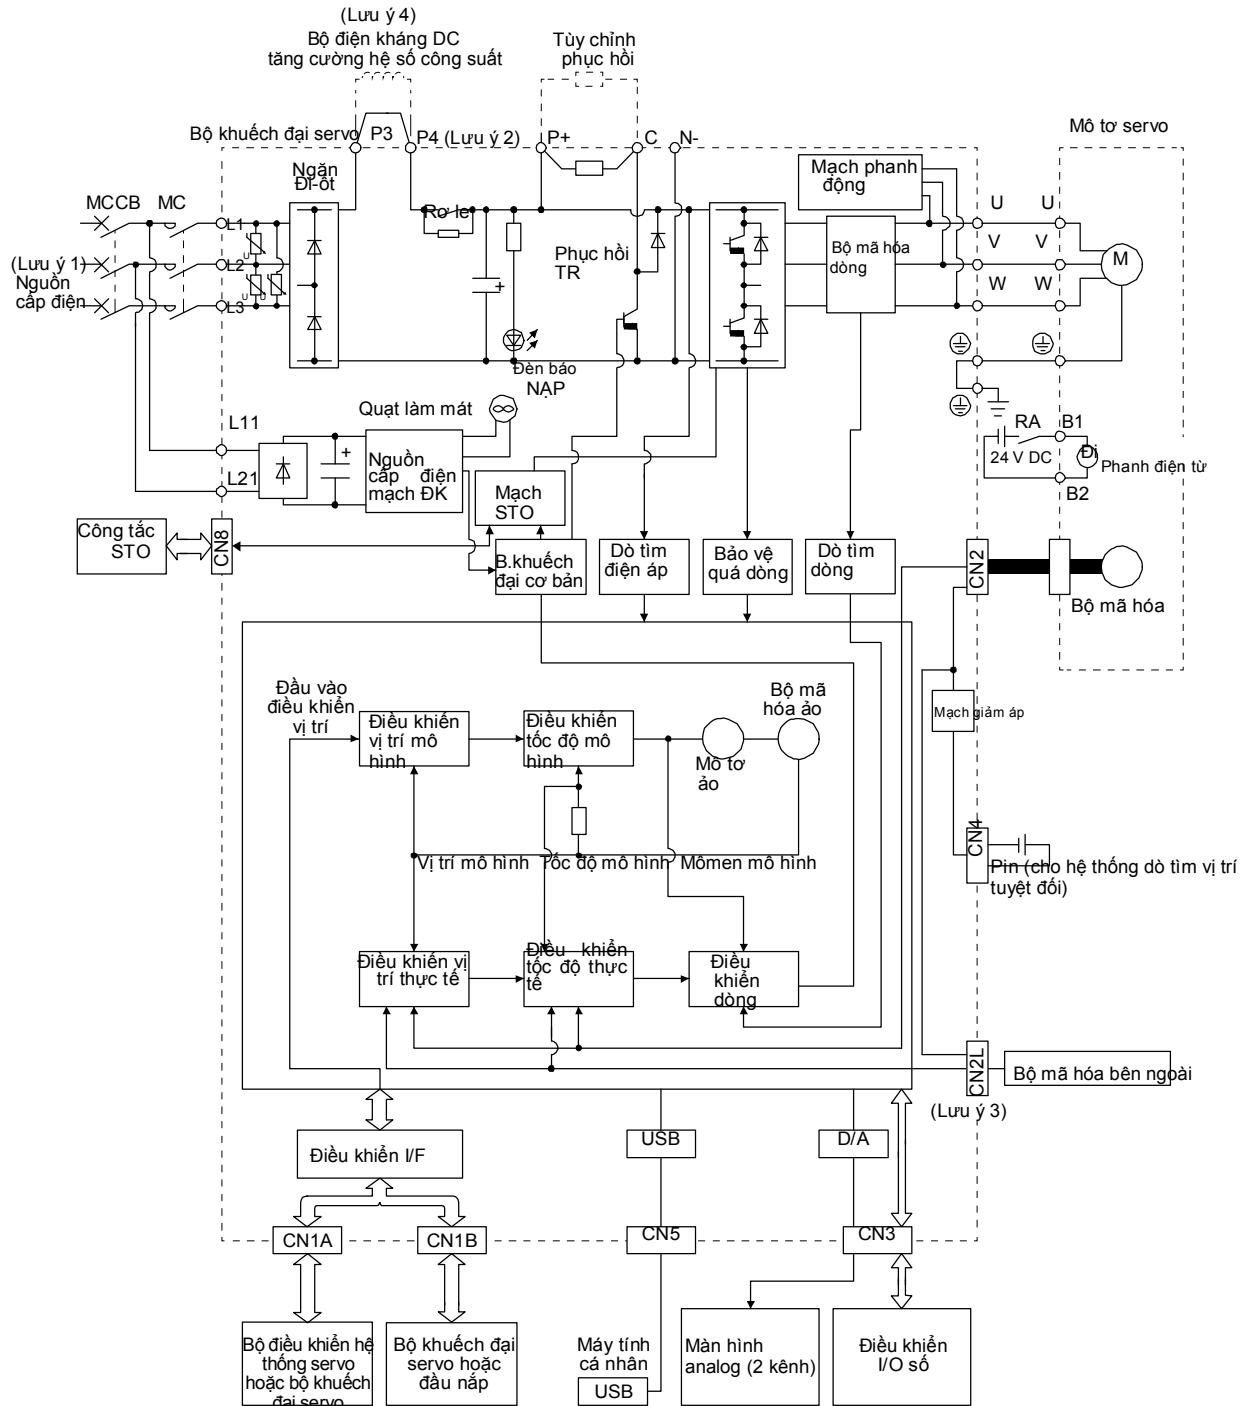 (Lưu ý 4)
Bộ điện kháng DC
tăng cường hệ số công suất
Tùy chỉnh
phục hồi
Bộ khuếch đại servo
P3
P4 (Lưu ý 2)
P+
C
N-
Mô tơ servo
Ngăn
Đi-ốt
Mạch phanh
động
MCCB
MC
L1
Rơ le
U
U
U
V
V
Bộ mã hóa
dòng
Phục hồi
TR
(Lưu ý 1)
Nguồn
cấp điện
L2
U
U
+
M
W
W
L3
Đèn báo
NẠP
Quạt làm mát
L11
RA
B1
24 V DC
Đi
Phanh điện từ
B2
+
Nguồn
cấp điện
mạch ĐK
L21
Mạch
STO
Công tắc
STO
CN8
B.khuếch
đại cơ bản
Dò tìm
điện áp
Bảo vệ
quá dòng
Dò tìm
dòng
CN2
Bộ mã hóa
Đầu vào
điều khiển
vị trí
Điều khiển
vị trí mô
hình
Điều khiển
tốc độ mô
hình
Bộ mã
hóa ảo
Mô tơ
ảo
Mạch giảm áp
CN4
Vị trí mô hình
Tốc độ mô hình
Mômen mô hình
Pin (cho hệ thống dò tìm vị trí
tuyệt đối)
Điều khiển vị
trí thực tế
Điều khiển
tốc độ thực
tế
Điều
khiển
dòng
CN2L
Bộ mã hóa bên ngoài
(Lưu ý 3)
Điều khiển I/F
USB
D/A
CN1A
CN1B
CN5
CN3
Bộ điều khiển hệ
thống servo
hoặc bộ khuếch
đại servo
Bộ khuếch đại
servo hoặc
đầu nắp
Máy tính
cá nhân
USB
Màn hình
analog (2 kênh)
Điều khiển
I/O số